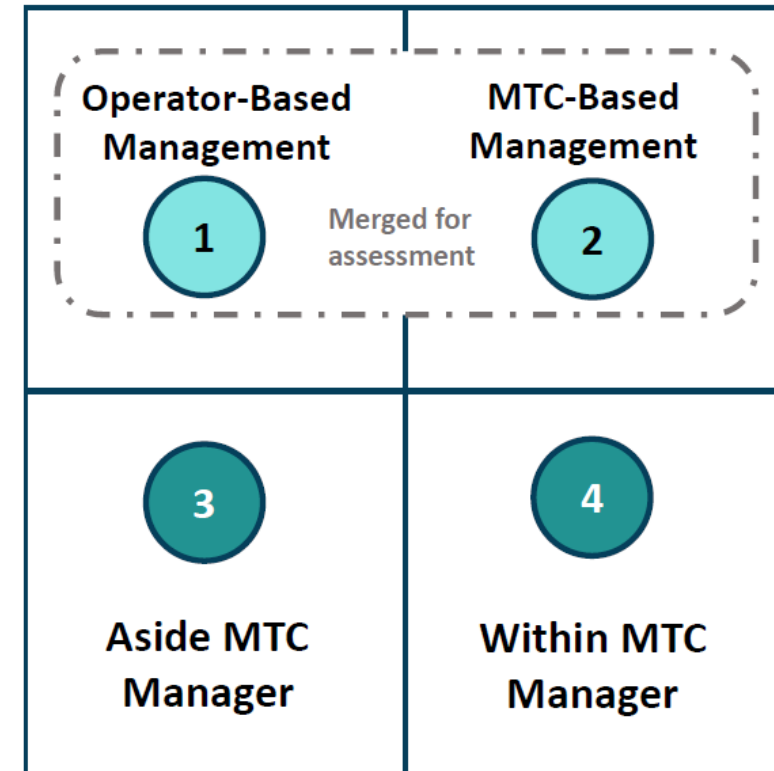 Operator-Based
Management
1
MTC-Based
Management
2
Merged for
assessment
3
Aside MTC
Manager
4
Within MTC
Manager